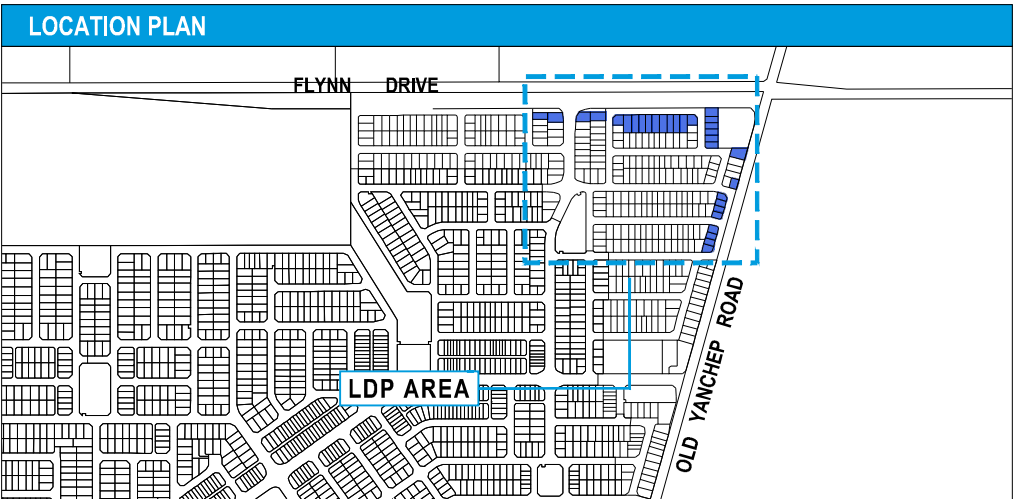 LOCATION PLAN
FLYNN DRIVE
LDP AREA
OLD YANCHEP ROAD